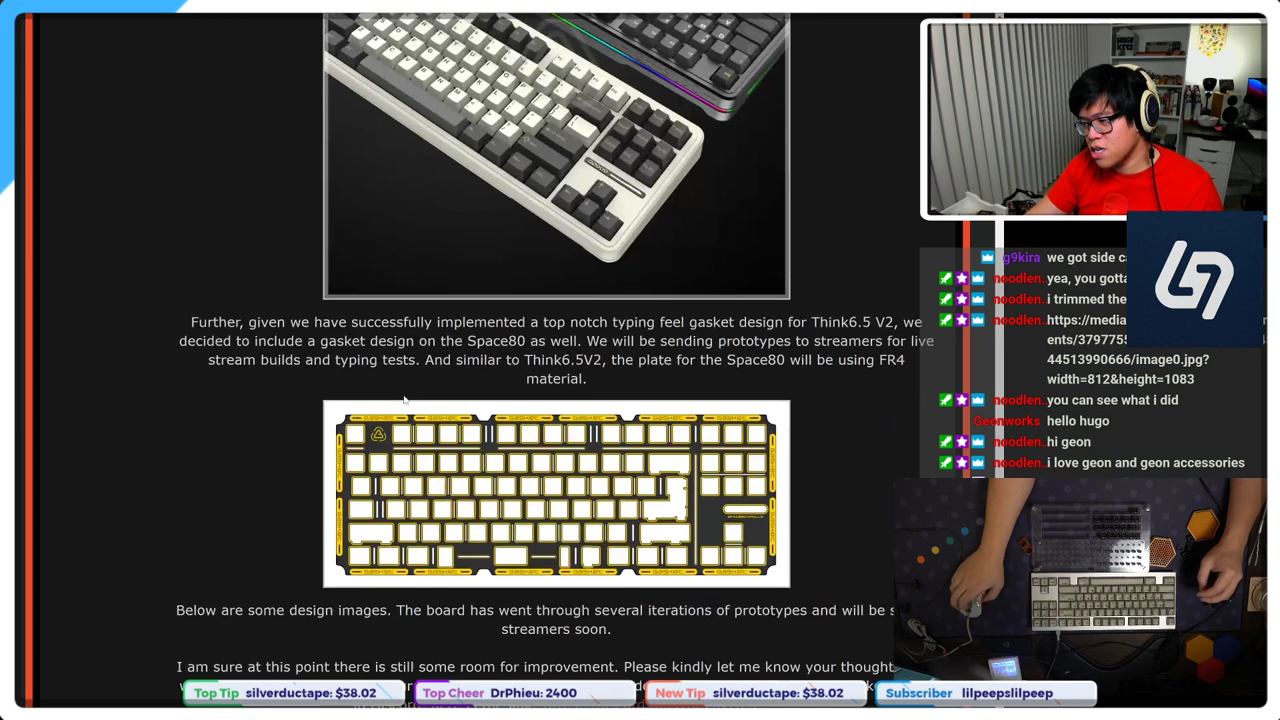 Further, given we have successfully implemented a top notch typing feel gasket design for Think6.5 V2, we
decided to include a gasket design on the Space80 as well. We will be sending prototypes to streamers for live
stream builds and typing tests. And similar to Think6.5V2, the plate for the Space80 will be using FR4
material.
Below are some design images. The board has went through several iterations of prototypes and will be s
streamers soon.
I am sure at this point there is still some room for improvement. Please kindly let me know your thought
g9kira we got side c
noodlen.. yea, you gotta
noodlen.. i trimmed the
noodlen.. https://media
ents/379775
44513990666/image0.jpg?
width=812&height=1083
noodlen.. you can see what i did
Geonworks hello hugo
noodlen.. hi geon
noodlen.. i love geon and geon accessories
Top Tip silverductape: $38.02
Top Cheer DrPhieu: 2400
New Tip silverductape: $38.02
Subscriber lilpeepslilpeep